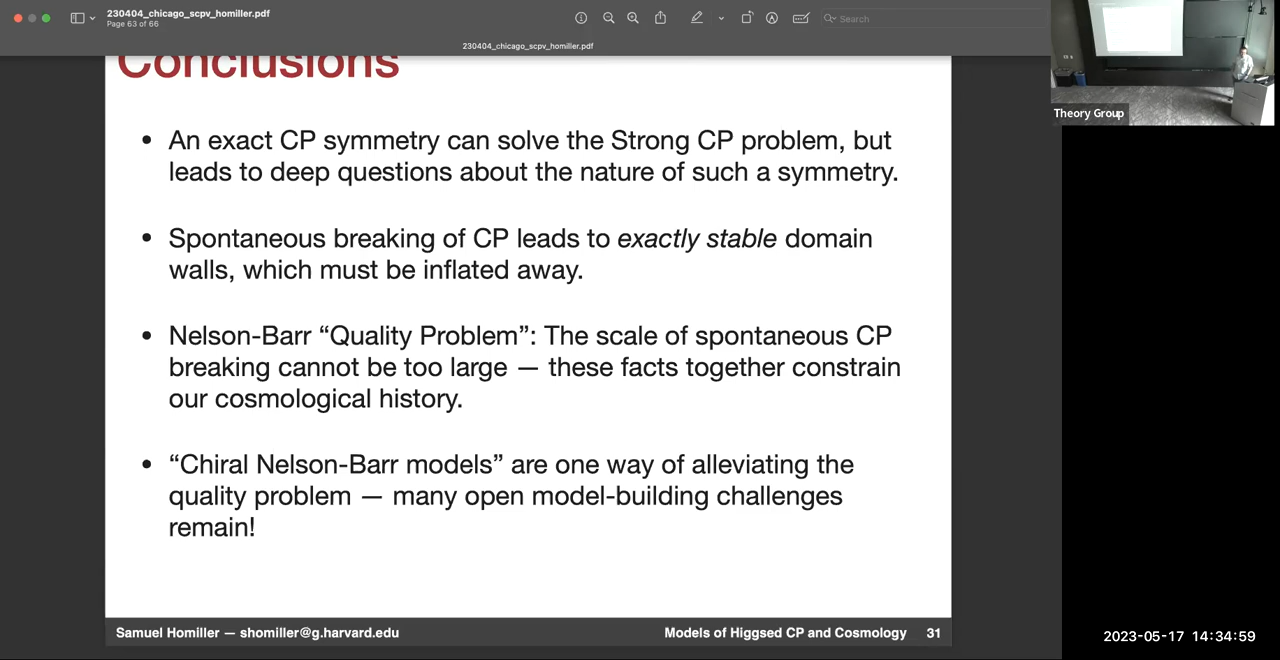 230404_chicago_scpv_homiller.pdf
Page 63 of 66
Search
230404_chicago_scpv_homiller.pdf
Theory Group
Conclusions
• An exact CP symmetry can solve the Strong CP problem, but
leads to deep questions about the nature of such a symmetry.
• Spontaneous breaking of CP leads to exactly stable domain
walls, which must be inflated away.
• Nelson-Barr “Quality Problem”: The scale of spontaneous CP
breaking cannot be too large — these facts together constrain
our cosmological history.
• “Chiral Nelson-Barr models” are one way of alleviating the
quality problem — many open model-building challenges
remain!
Samuel Homiller — shomiller@g.harvard.edu
Models of Higgsed CP and Cosmology 31
2023-05-17 14:34:59